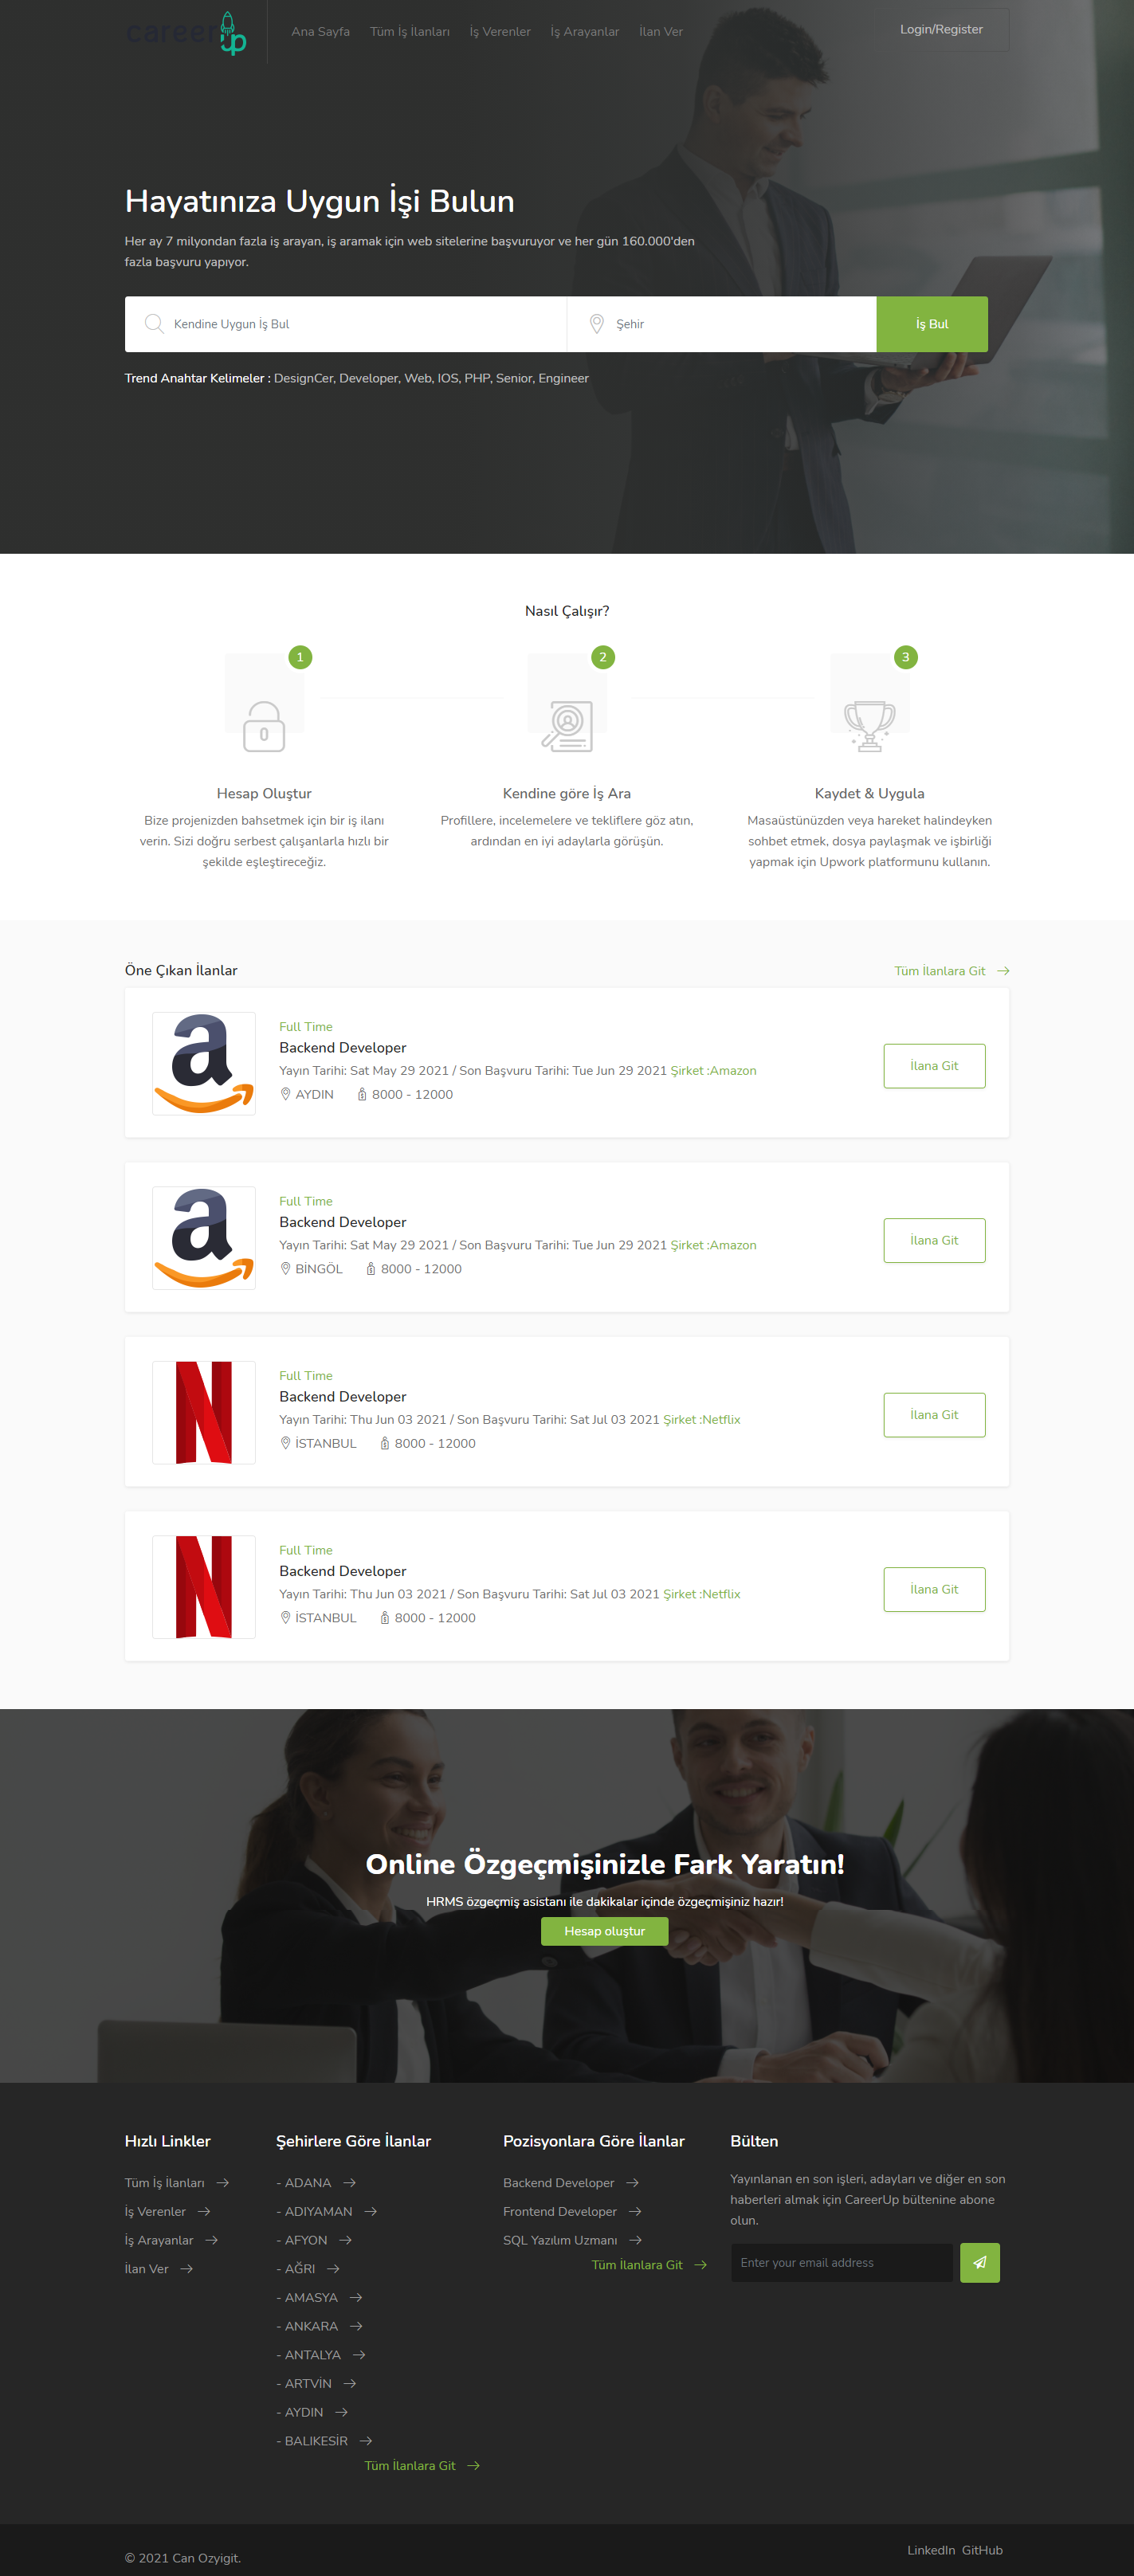 careerUp
Ana Sayfa Tüm İş İlanları İş Verenler İş Arayanlar İlan Ver
Login/Register
Hayatınıza Uygun İşi Bulun
Her ay 7 milyondan fazla iş arayan, iş aramak için web sitelerine başvuruyor ve her gün 160.000'den
fazla başvuru yapıyor.
Kendine Uygun İş Bul
Şehir
İş Bul
Trend Anahtar Kelimeler : DesignCer, Developer, Web, IOS, PHP, Senior, Engineer
Nasıl Çalışır?
1
Hesap Oluştur
Bize projenizden bahsetmek için bir iş ilanı
verin. Sizi doğru serbest çalışanlarla hızlı bir
şekilde eşleştireceğiz.
2
Kendine göre İş Ara
Profillere, incelemelere ve tekliflere göz atın,
ardından en iyi adaylarla görüşün.
3
Kaydet & Uygula
Masaüstünüzden veya hareket halindeyken
sohbet etmek, dosya paylaşmak ve işbirliği
yapmak için Upwork platformunu kullanın.
Öne Çıkan İlanlar
Tüm İlanlara Git
Full Time
Backend Developer
Yayın Tarihi: Sat May 29 2021 / Son Başvuru Tarihi: Tue Jun 29 2021 Şirket :Amazon
AYDIN 8000 - 12000
İlana Git
Full Time
Backend Developer
Yayın Tarihi: Sat May 29 2021 / Son Başvuru Tarihi: Tue Jun 29 2021 Şirket :Amazon
BİNGÖL 8000 - 12000
İlana Git
Full Time
Backend Developer
Yayın Tarihi: Thu Jun 03 2021 / Son Başvuru Tarihi: Sat Jul 03 2021 Şirket :Netflix
İSTANBUL 8000 - 12000
İlana Git
Full Time
Backend Developer
Yayın Tarihi: Thu Jun 03 2021 / Son Başvuru Tarihi: Sat Jul 03 2021 Şirket :Netflix
İSTANBUL 8000 - 12000
İlana Git
Online Özgeçmişinizle Fark Yaratın!
HRMS özgeçmiş asistanı ile dakikalar içinde özgeçmişiniz hazır!
Hesap oluştur
Hızlı Linkler
Tüm İş İlanları
İş Verenler
İş Arayanlar
İlan Ver
Şehirlere Göre İlanlar
- ADANA
- ADIYAMAN
- AFYON
- AĞRI
- AMASYA
- ANKARA
- ANTALYA
- ARTVİN
- AYDIN
- BALIKESİR
Tüm İlanlara Git
Pozisyonlara Göre İlanlar
Backend Developer
Frontend Developer
SQL Yazılım Uzmanı
Tüm İlanlara Git
Bülten
Yayınlanan en son işleri, adayları ve diğer en son
haberleri almak için CareerUp bültenine abone
olun.
Enter your email address
© 2021 Can Ozyigit.
LinkedIn GitHub